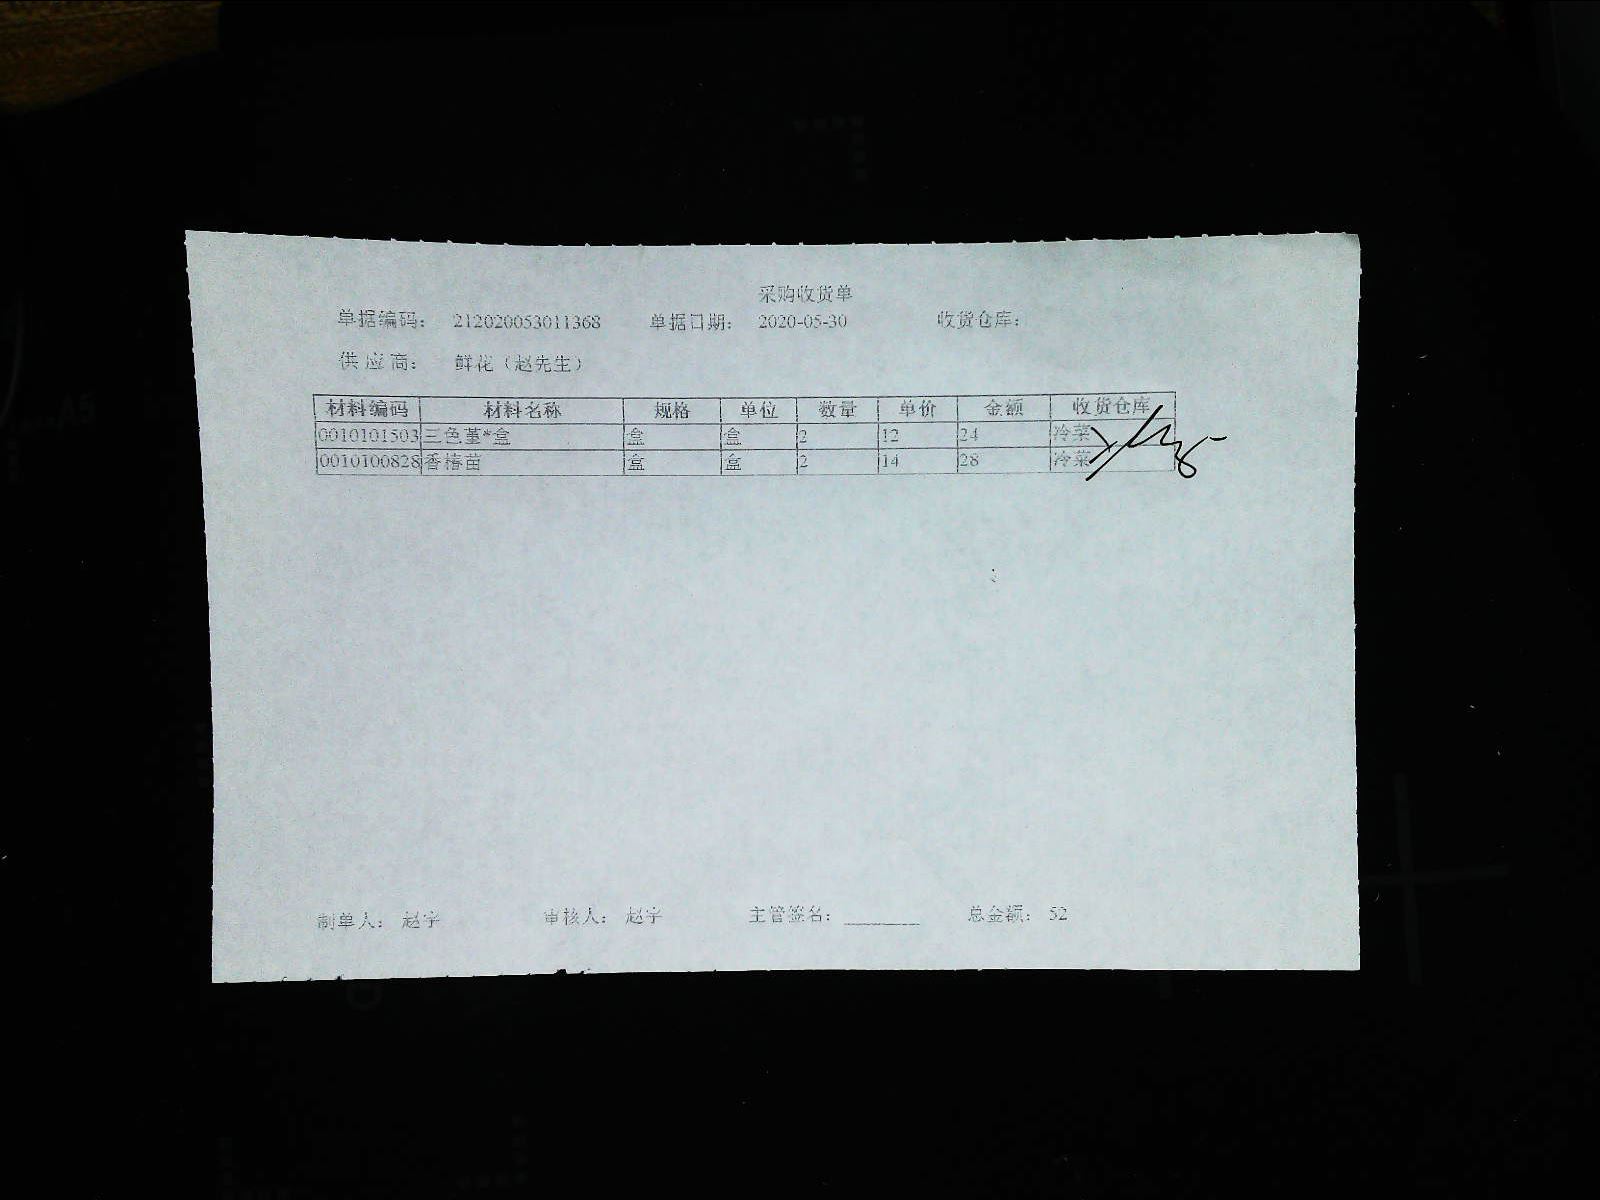 采购收货单
单据编码： 212020053011368 单据日期： 2020-05-30 收货仓库：
供应商： 鲜花（赵先生）
材料编码 材料名称 规格 单位 数量 单价 金额 收货仓库
0010101503 三色堇*盒 盒 盒 2 12 24 冷菜
0010100828 香椿苗 盒 盒 2 14 28 冷菜
制单人： 赵宇 审核人： 赵宇 主管签名： 总金额： 52